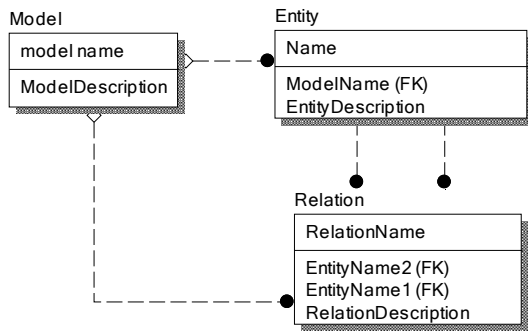 Model
model name
ModelDescription
Entity
Name
ModelName (FK)
EntityDescription
Relation
RelationName
EntityName2 (FK)
EntityName1 (FK)
RelationDescription